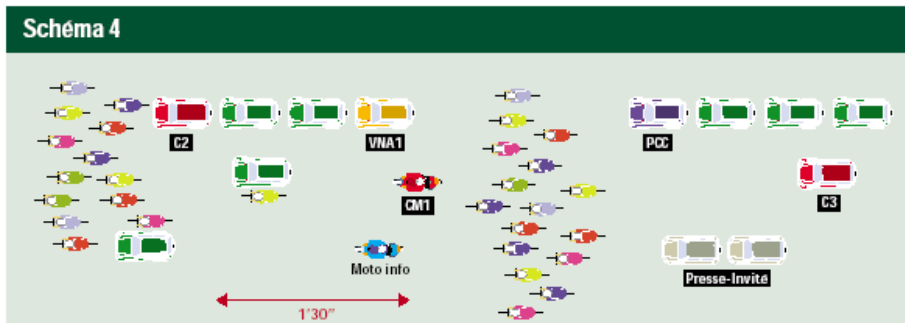 Schéma 4
C2
VNA1
PCC
CM1
C3
Moto info
Presse-Invité
1'30"